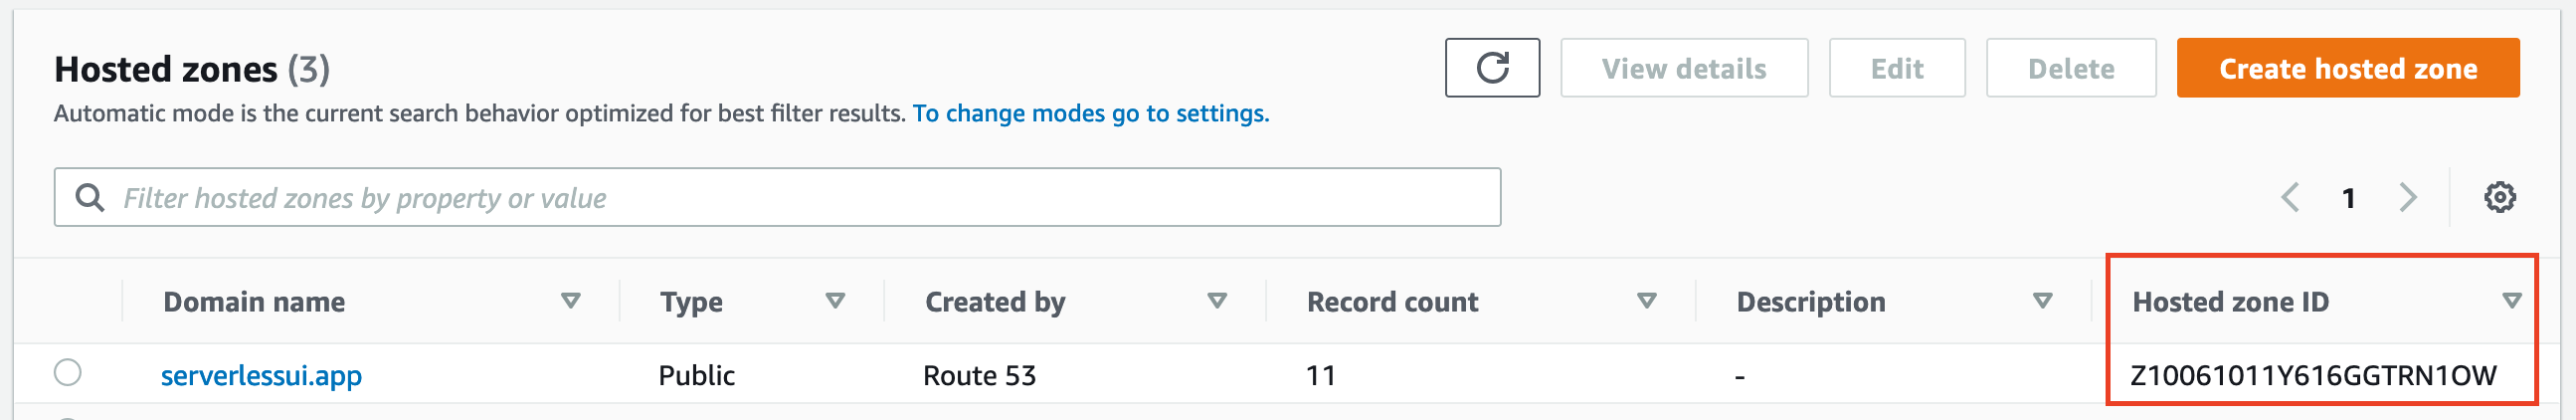 Hosted zones (3)
View details
Edit
Delete
Create hosted zone
Automatic mode is the current search behavior optimized for best filter results. To change modes go to settings.
Filter hosted zones by property or value
1
Domain name
Type
Created by
Record count
Description
Hosted zone ID
serverlessui.app
Public
Route 53
11
-
Z10061011Y616GGTRN1OW